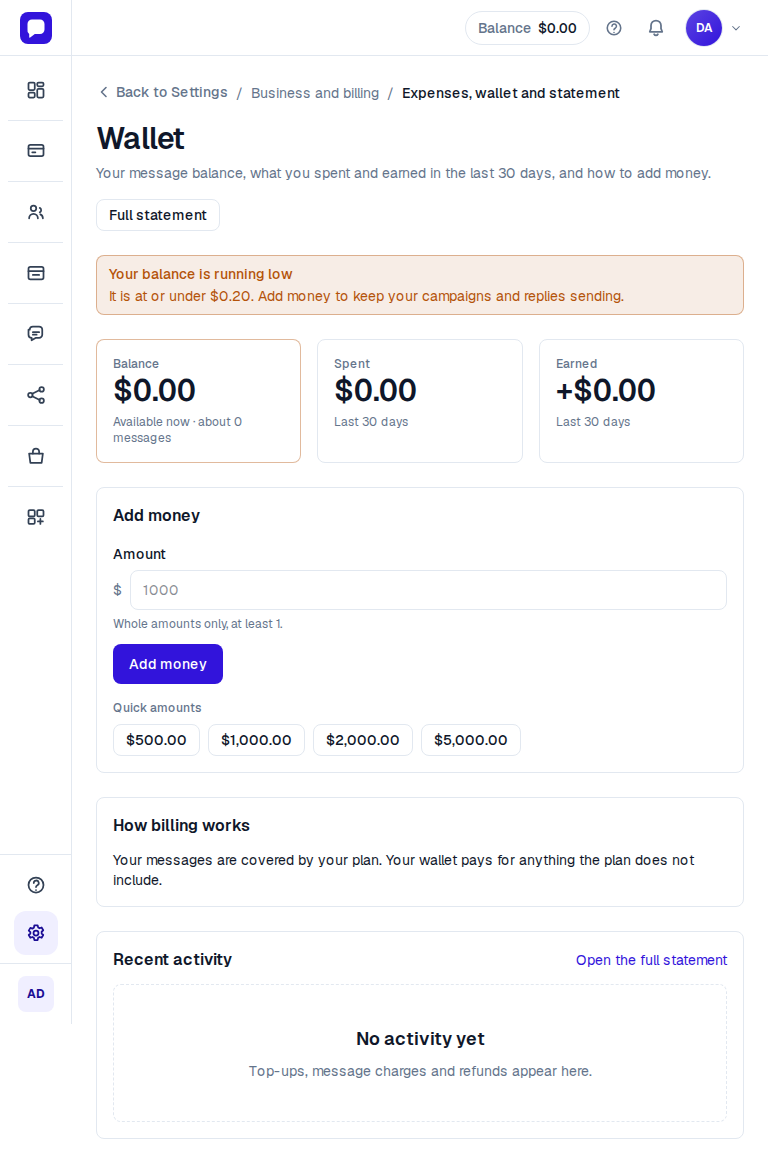 Balance $0.00
DA
Back to Settings / Business and billing / Expenses, wallet and statement
Wallet
Your message balance, what you spent and earned in the last 30 days, and how to add money.
Full statement
Your balance is running low
It is at or under $0.20. Add money to keep your campaigns and replies sending.
Balance
$0.00
Available now · about 0
messages
Spent
$0.00
Last 30 days
Earned
+$0.00
Last 30 days
Add money
Amount
$ 1000
Whole amounts only, at least 1.
Add money
Quick amounts
$500.00 $1,000.00 $2,000.00 $5,000.00
How billing works
Your messages are covered by your plan. Your wallet pays for anything the plan does not
include.
Recent activity
Open the full statement
No activity yet
Top-ups, message charges and refunds appear here.
AD